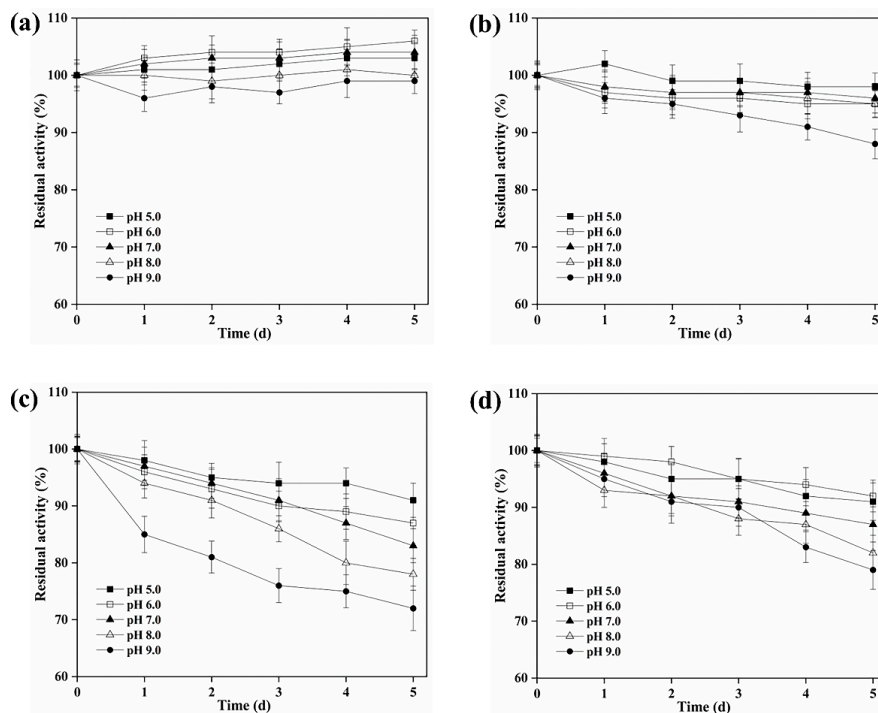 (a)
110
100
90
80
70
60
Residual activity (%)
pH 5.0
pH 6.0
pH 7.0
pH 8.0
pH 9.0
0 1 2 3 4 5
Time (d)
(b)
110
100
90
80
70
60
Residual activity (%)
pH 5.0
pH 6.0
pH 7.0
pH 8.0
pH 9.0
0 1 2 3 4 5
Time (d)
(c)
110
100
90
80
70
60
Residual activity (%)
pH 5.0
pH 6.0
pH 7.0
pH 8.0
pH 9.0
0 1 2 3 4 5
Time (d)
(d)
110
100
90
80
70
60
Residual activity (%)
pH 5.0
pH 6.0
pH 7.0
pH 8.0
pH 9.0
0 1 2 3 4 5
Time (d)